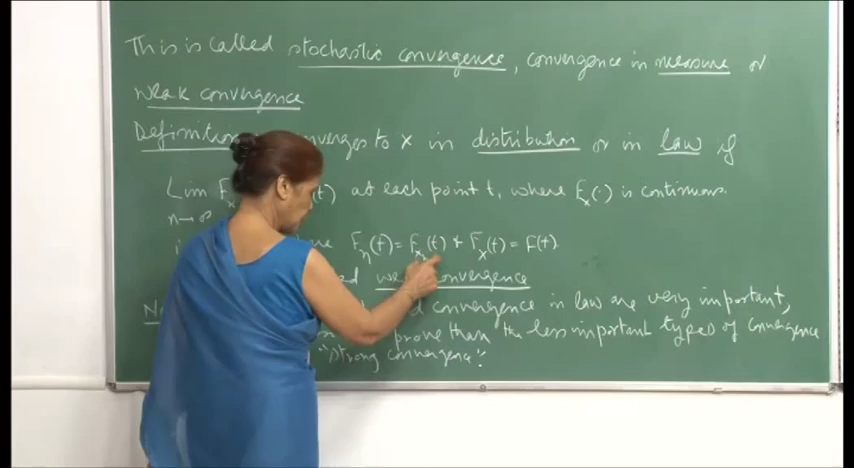 This is called stochastic convergence, convergence in measure or
weak convergence
Definition converges to X in distribution or in law if
Lim F (t) at each point t, where F_X(·) is continuous.
n→∞
F_n(t) = F_Xn(t) & F_X(t) = F(t)
convergence
convergence in law are very important,
prove than the less important types of convergence
"strong convergence".